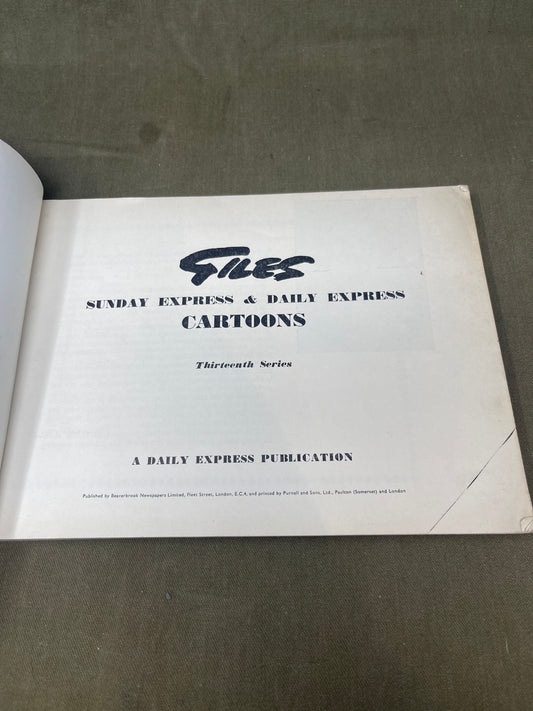 GILES
SUNDAY EXPRESS & DAILY EXPRESS
CARTOONS
Thirteenth Series
A DAILY EXPRESS PUBLICATION
Published by Beaverbrook Newspapers Limited, Fleet Street, London, E.C.4, and printed by Purnell and Sons, Ltd., Paulton (Somerset) and London